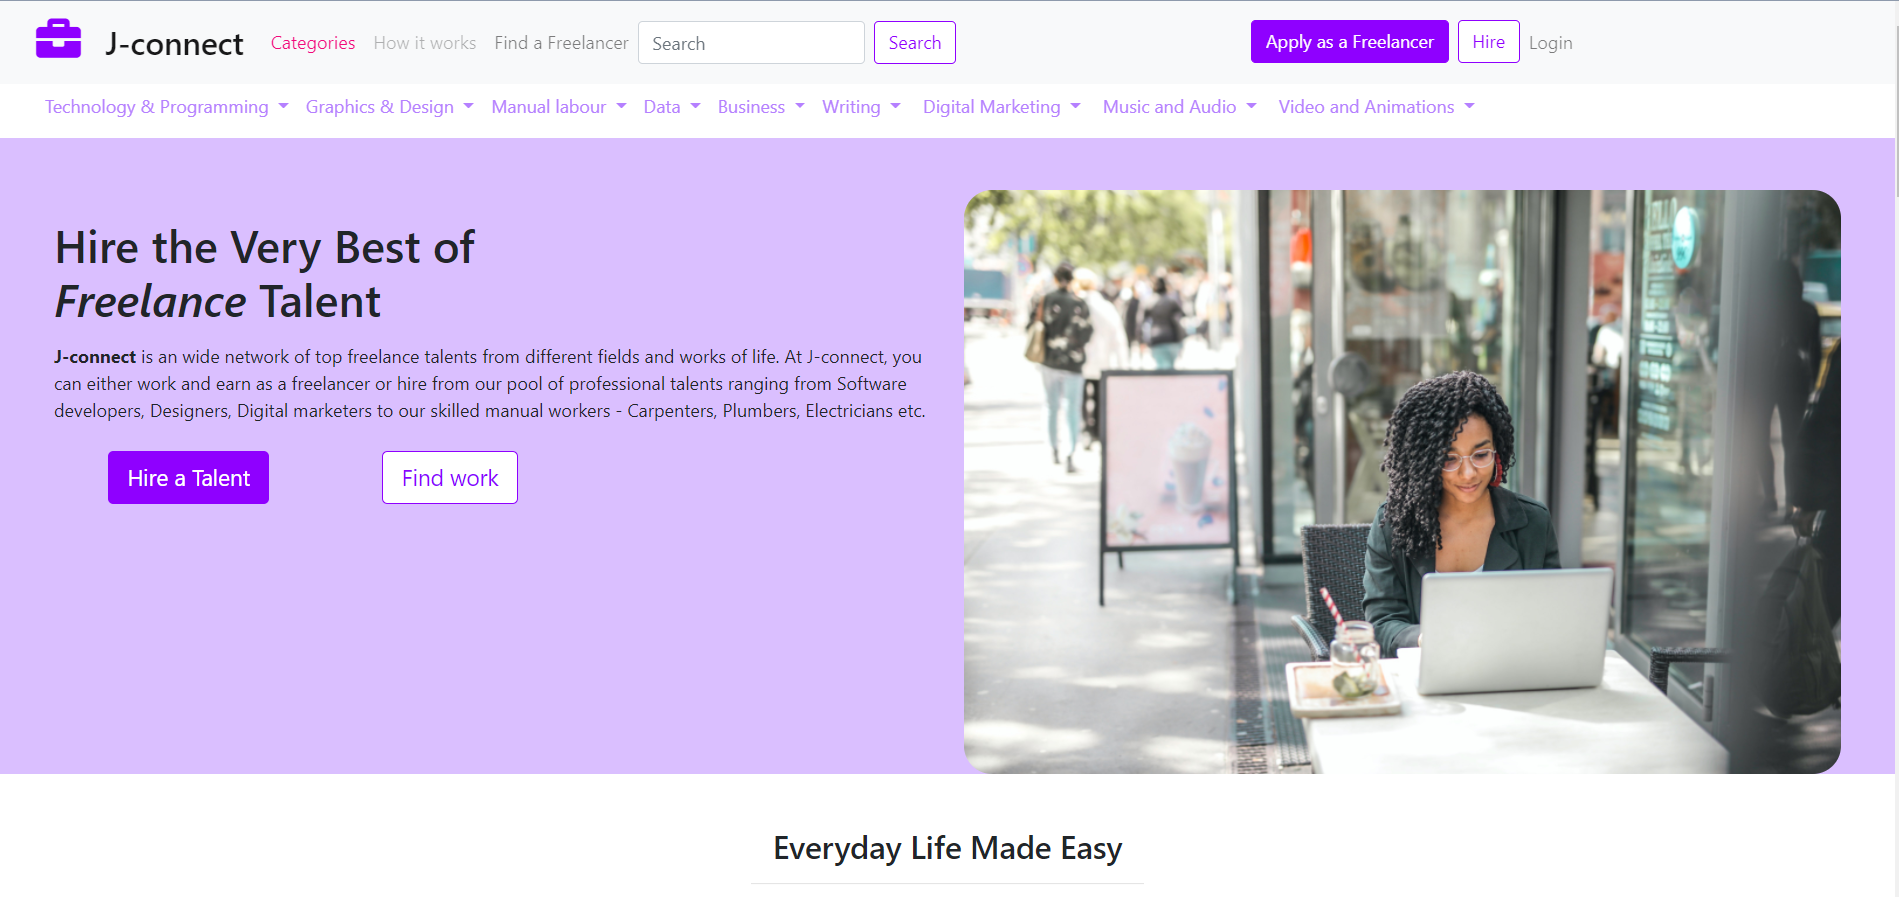 J-connect Categories How it works Find a Freelancer Search Search Apply as a Freelancer Hire Login
Technology & Programming Graphics & Design Manual labour Data Business Writing Digital Marketing Music and Audio Video and Animations
Hire the Very Best of
Freelance Talent
J-connect is an wide network of top freelance talents from different fields and works of life. At J-connect, you
can either work and earn as a freelancer or hire from our pool of professional talents ranging from Software
developers, Designers, Digital marketers to our skilled manual workers - Carpenters, Plumbers, Electricians etc.
Hire a Talent Find work
Everyday Life Made Easy